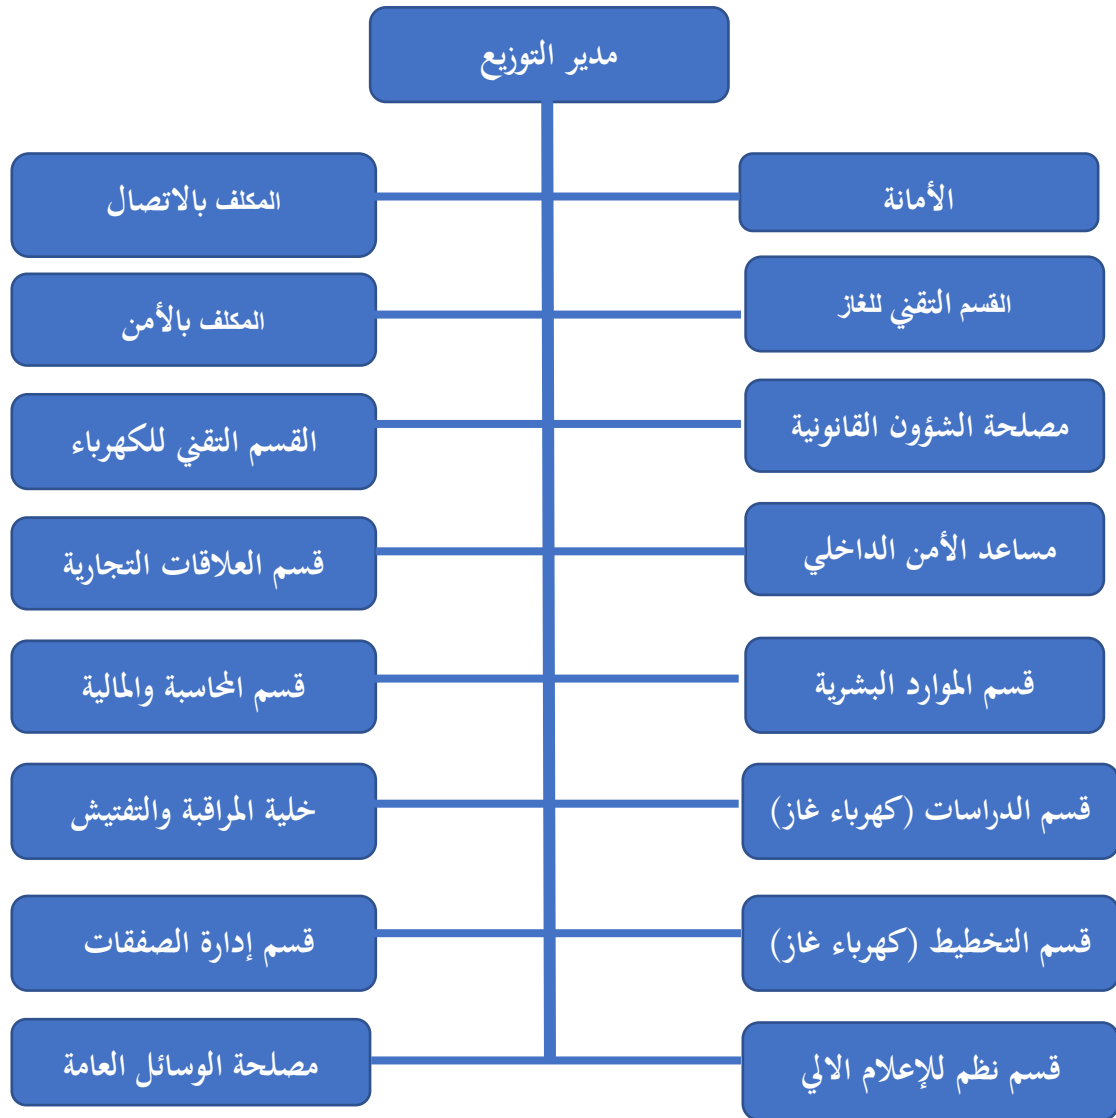 مدير التوزيع
الأمانة
المكلف بالاتصال
القسم التقني للغاز
المكلف بالأمن
مصلحة الشؤون القانونية
القسم التقني للكهرباء
مساعد الأمن الداخلي
قسم العلاقات التجارية
قسم الموارد البشرية
قسم المحاسبة والمالية
قسم الدراسات (كهرباء غاز)
خلية المراقبة والتفتيش
قسم التخطيط (كهرباء غاز)
قسم إدارة الصفقات
قسم نظم للإعلام الالي
مصلحة الوسائل العامة